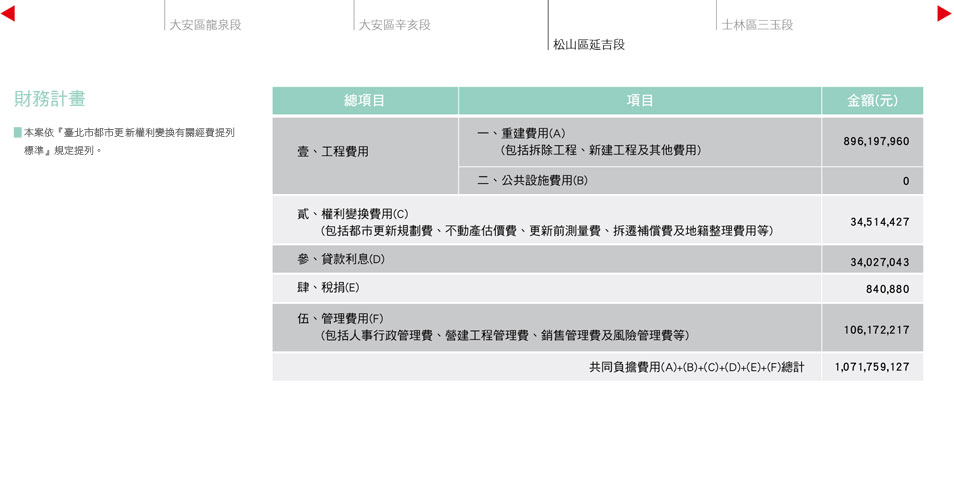 大安區龍泉段
大安區辛亥段
松山區延吉段
士林區三玉段
財務計畫
本案依『臺北市都市更新權利變換有關經費提列
標準』規定提列。
總項目 項目 金額(元)
壹、工程費用
一、重建費用(A)
(包括拆除工程、新建工程及其他費用)
896,197,960
二、公共設施費用(B) 0
貳、權利變換費用(C)
(包括都市更新規劃費、不動產估價費、更新前測量費、拆遷補償費及地籍整理費用等)
34,514,427
參、貸款利息(D) 34,027,043
肆、稅捐(E) 840,880
伍、管理費用(F)
(包括人事行政管理費、營建工程管理費、銷售管理費及風險管理費等)
106,172,217
共同負擔費用(A)+(B)+(C)+(D)+(E)+(F)總計 1,071,759,127